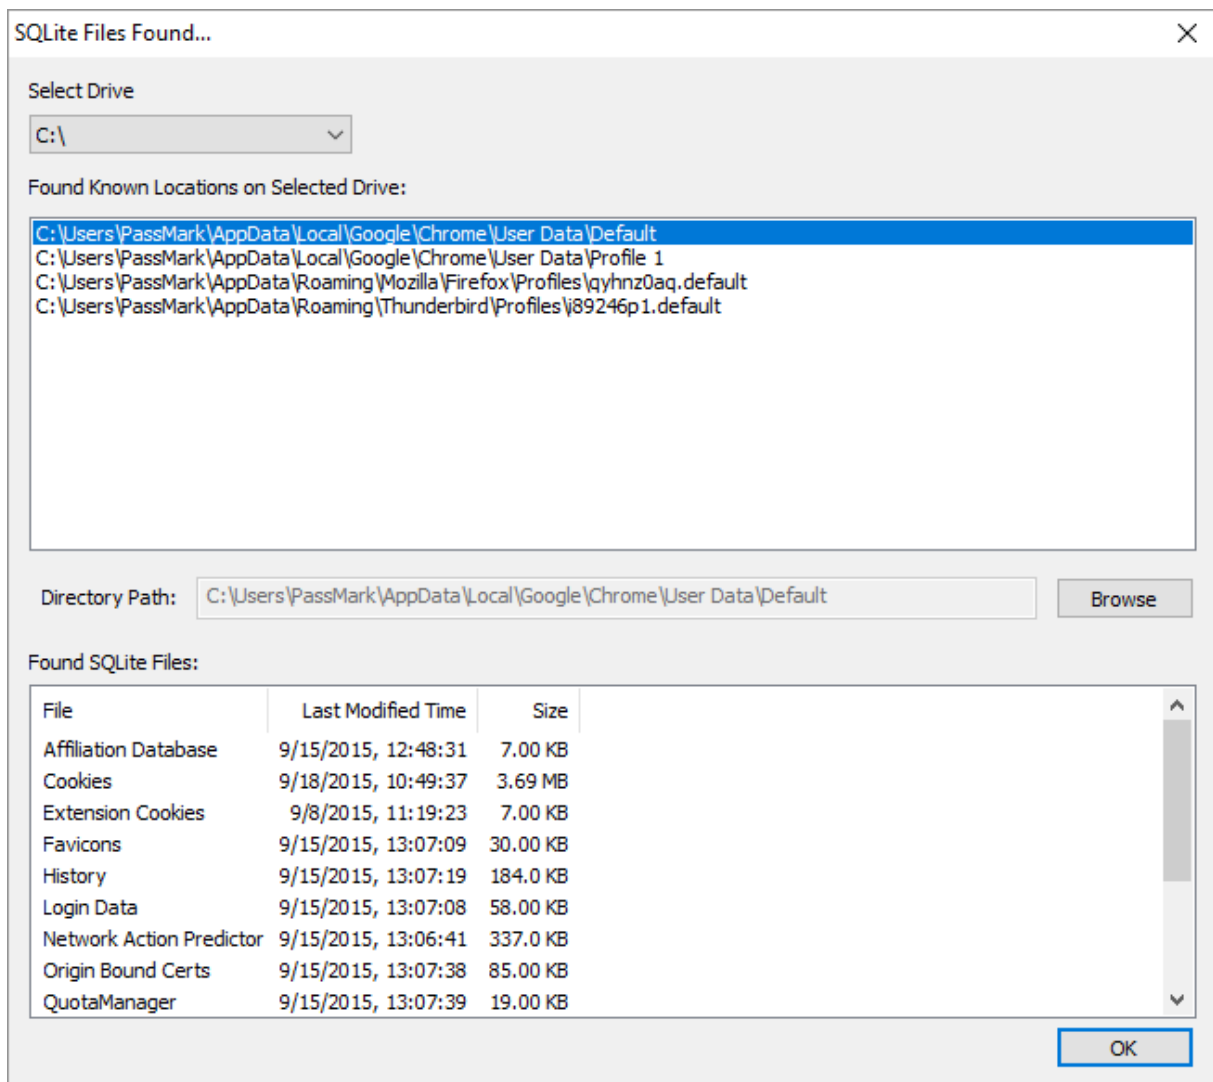 SQLite Files Found...
Select Drive
C:\
Found Known Locations on Selected Drive:
C:\Users\PassMark\AppData\Local\Google\Chrome\User Data\Default
C:\Users\PassMark\AppData\Local\Google\Chrome\User Data\Profile 1
C:\Users\PassMark\AppData\Roaming\Mozilla\Firefox\Profiles\qyhnz0aq.default
C:\Users\PassMark\AppData\Roaming\Thunderbird\Profiles\i89246p1.default
Directory Path: C:\Users\PassMark\AppData\Local\Google\Chrome\User Data\Default Browse
Found SQLite Files:
File Last Modified Time Size
Affiliation Database 9/15/2015, 12:48:31 7.00 KB
Cookies 9/18/2015, 10:49:37 3.69 MB
Extension Cookies 9/8/2015, 11:19:23 7.00 KB
Favicons 9/15/2015, 13:07:09 30.00 KB
History 9/15/2015, 13:07:19 184.0 KB
Login Data 9/15/2015, 13:07:08 58.00 KB
Network Action Predictor 9/15/2015, 13:06:41 337.0 KB
Origin Bound Certs 9/15/2015, 13:07:38 85.00 KB
QuotaManager 9/15/2015, 13:07:39 19.00 KB
OK